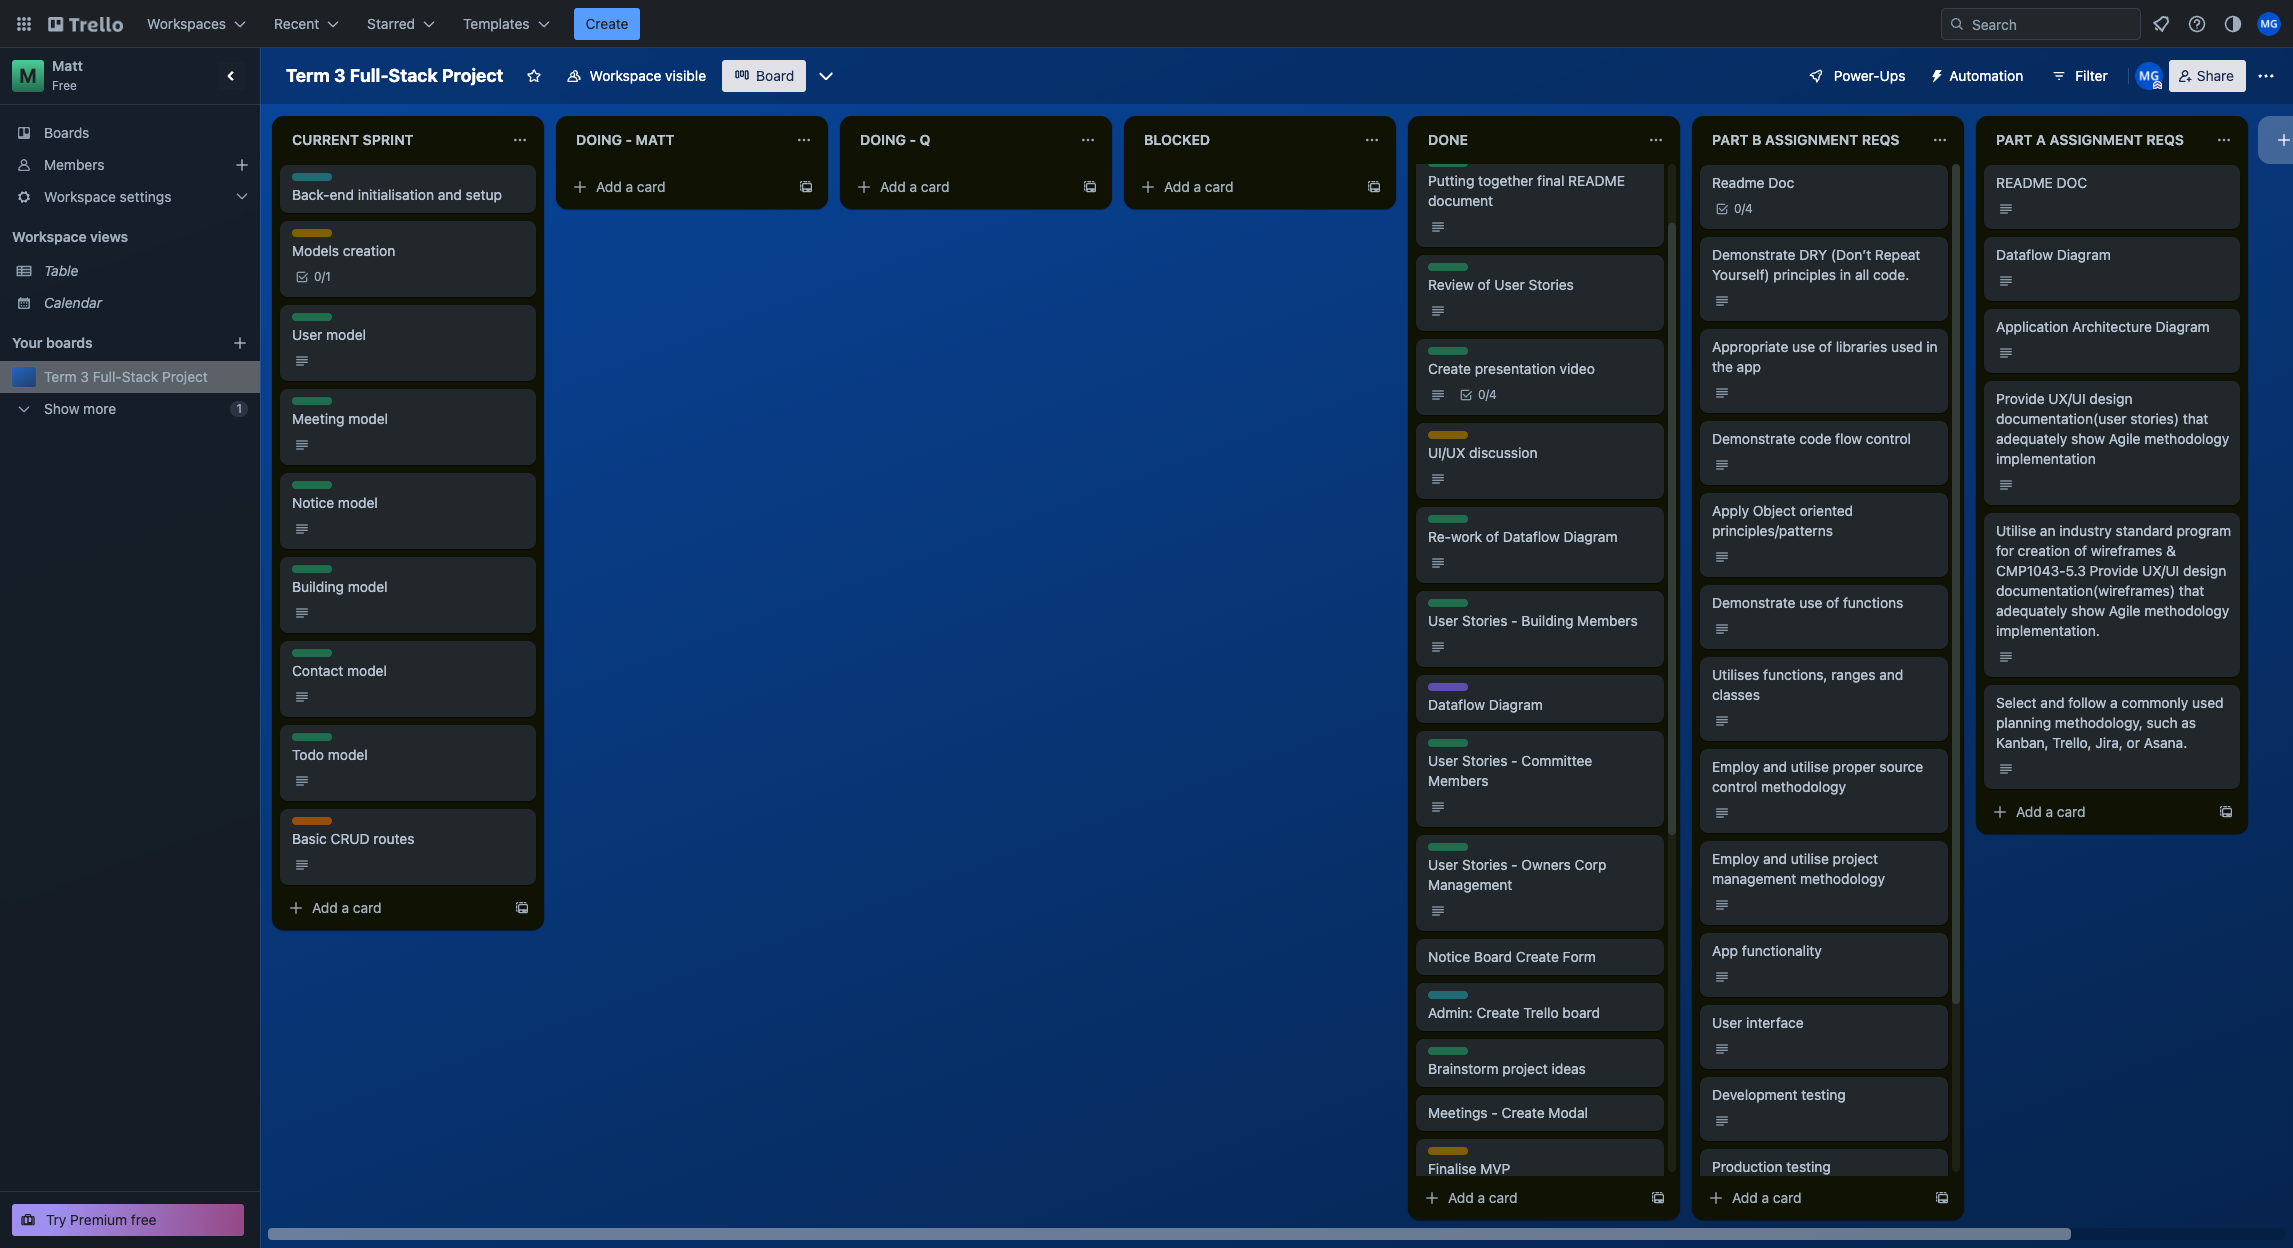 Trello
Workspaces
Recent
Starred
Templates
Create
Search
MG
M
Matt
Free
Term 3 Full-Stack Project
Workspace visible
Board
Power-Ups
Automation
Filter
MG
Share
Boards
Members
Workspace settings
Workspace views
Table
Calendar
Your boards
Term 3 Full-Stack Project
Show more
1
Try Premium free
CURRENT SPRINT
Back-end initialisation and setup
Models creation
0/1
User model
Meeting model
Notice model
Building model
Contact model
Todo model
Basic CRUD routes
Add a card
DOING - MATT
Add a card
DOING - Q
Add a card
BLOCKED
Add a card
DONE
Putting together final README
document
Review of User Stories
Create presentation video
0/4
UI/UX discussion
Re-work of Dataflow Diagram
User Stories - Building Members
Dataflow Diagram
User Stories - Committee
Members
User Stories - Owners Corp
Management
Notice Board Create Form
Admin: Create Trello board
Brainstorm project ideas
Meetings - Create Modal
Finalise MVP
Add a card
PART B ASSIGNMENT REQS
Readme Doc
0/4
Demonstrate DRY (Don’t Repeat
Yourself) principles in all code.
Appropriate use of libraries used in
the app
Demonstrate code flow control
Apply Object oriented
principles/patterns
Demonstrate use of functions
Utilises functions, ranges and
classes
Employ and utilise proper source
control methodology
Employ and utilise project
management methodology
App functionality
User interface
Development testing
Production testing
Add a card
PART A ASSIGNMENT REQS
README DOC
Dataflow Diagram
Application Architecture Diagram
Provide UX/UI design
documentation(user stories) that
adequately show Agile methodology
implementation
Utilise an industry standard program
for creation of wireframes &
CMP1043-5.3 Provide UX/UI design
documentation(wireframes) that
adequately show Agile methodology
implementation.
Select and follow a commonly used
planning methodology, such as
Kanban, Trello, Jira, or Asana.
Add a card